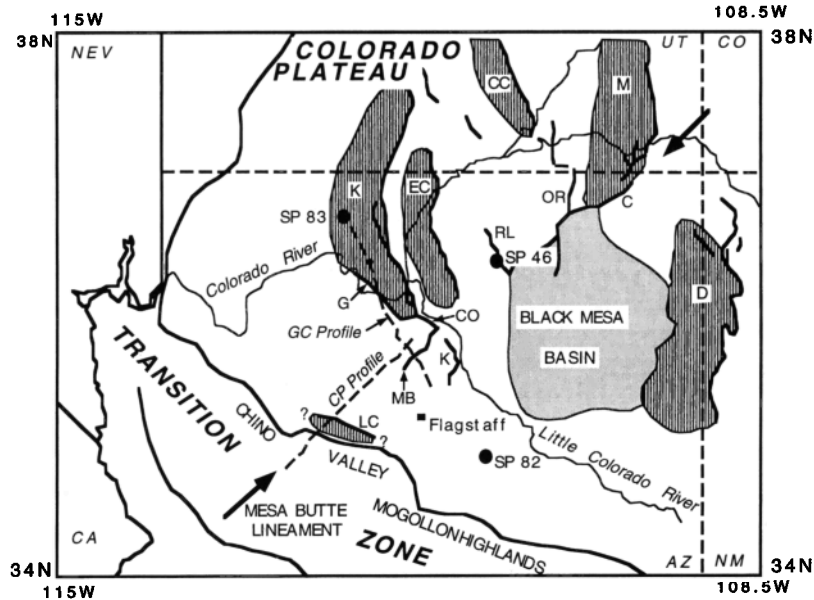 115W
108.5W
38N
38N
NEV
COLORADO
PLATEAU
UT
CO
CC
M
K
EC
OR
C
SP 83
RL
SP 46
Colorado River
D
G
CO
BLACK MESA
BASIN
GC Profile
K
TRANSITION
CP Profile
MB
CHINO
?
LC
?
Flagstaff
Little Colorado River
VALLEY
SP 82
MESA BUTTE
LINEAMENT
MOGOLLON HIGHLANDS
ZONE
CA
AZ
NM
34N
34N
115W
108.5W